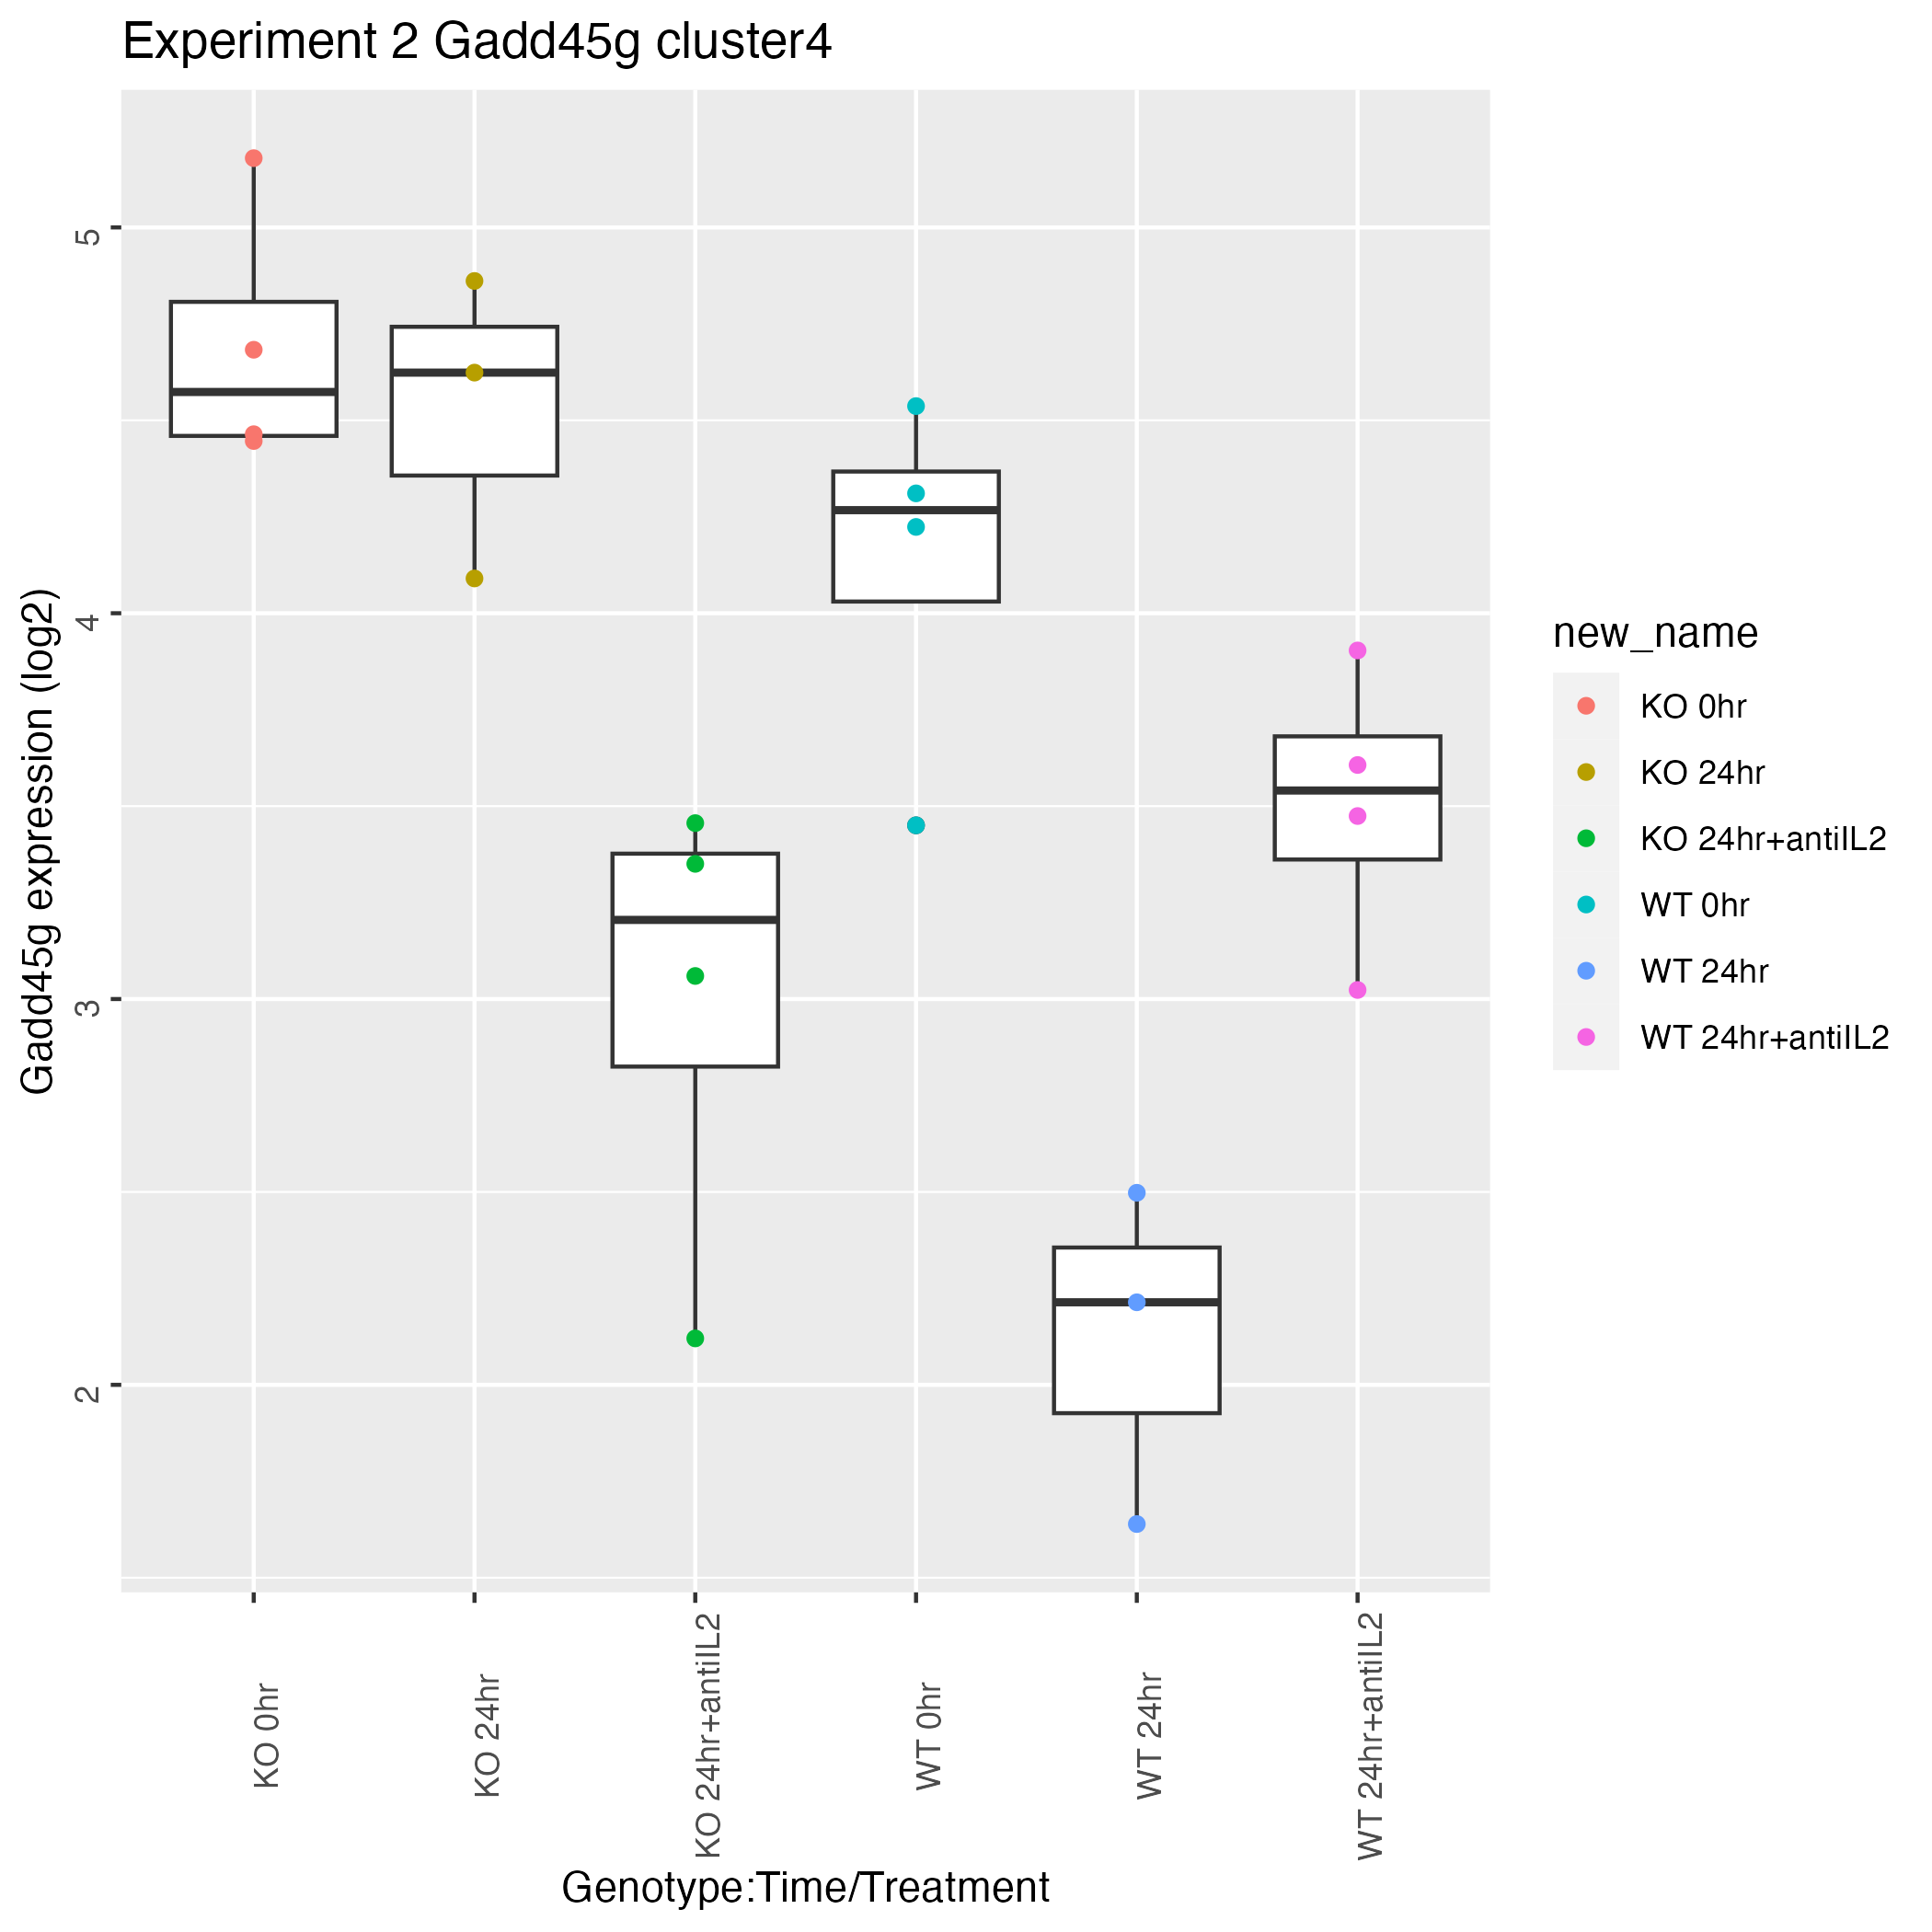 Experiment 2 Gadd45g cluster4
Gadd45g expression (log2)
5
4
3
2
KO 0hr
KO 24hr
KO 24hr+antiIL2
WT 0hr
WT 24hr
WT 24hr+antiIL2
Genotype:Time/Treatment
new_name
KO 0hr
KO 24hr
KO 24hr+antiIL2
WT 0hr
WT 24hr
WT 24hr+antiIL2